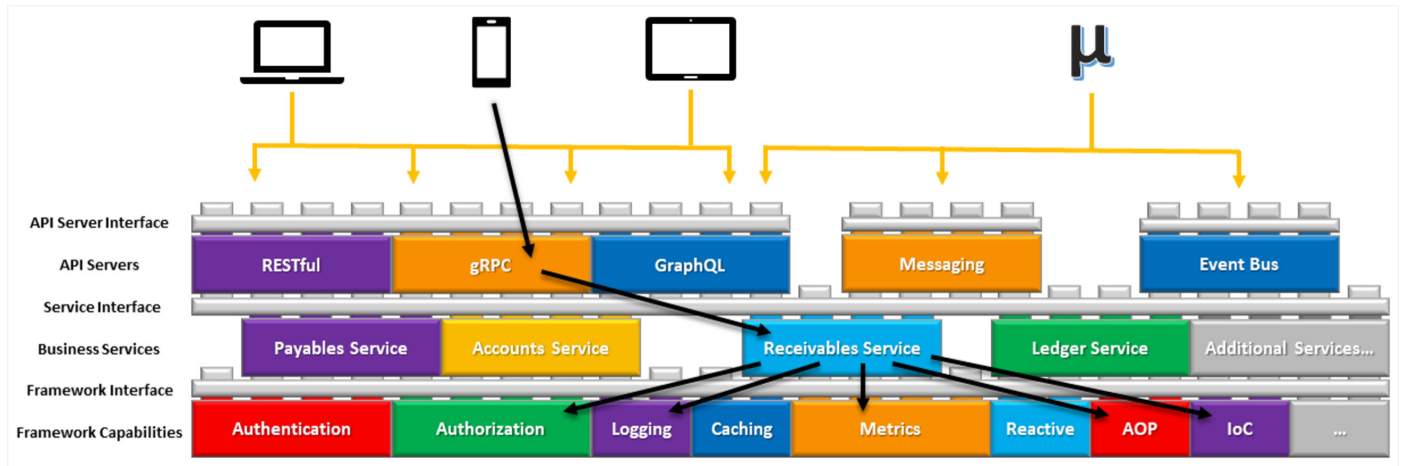 μ
API Server Interface
API Servers
RESTful
gRPC
GraphQL
Messaging
Event Bus
Service Interface
Business Services
Payables Service
Accounts Service
Receivables Service
Ledger Service
Additional Services...
Framework Interface
Framework Capabilities
Authentication
Authorization
Logging
Caching
Metrics
Reactive
AOP
IoC
...